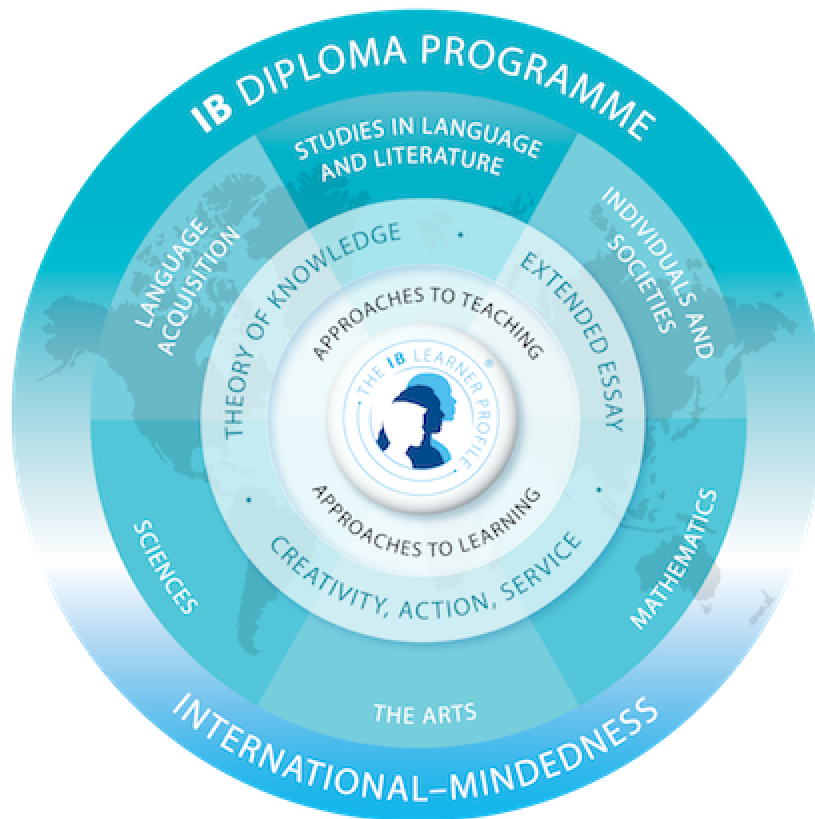 IB DIPLOMA PROGRAMME
STUDIES IN LANGUAGE
AND LITERATURE
LANGUAGE
ACQUISITION
INDIVIDUALS AND
SOCIETIES
THEORY OF KNOWLEDGE
EXTENDED ESSAY
APPROACHES TO TEACHING
THE IB LEARNER PROFILE ®
APPROACHES TO LEARNING
CREATIVITY, ACTION, SERVICE
SCIENCES
MATHEMATICS
THE ARTS
INTERNATIONAL–MINDEDNESS